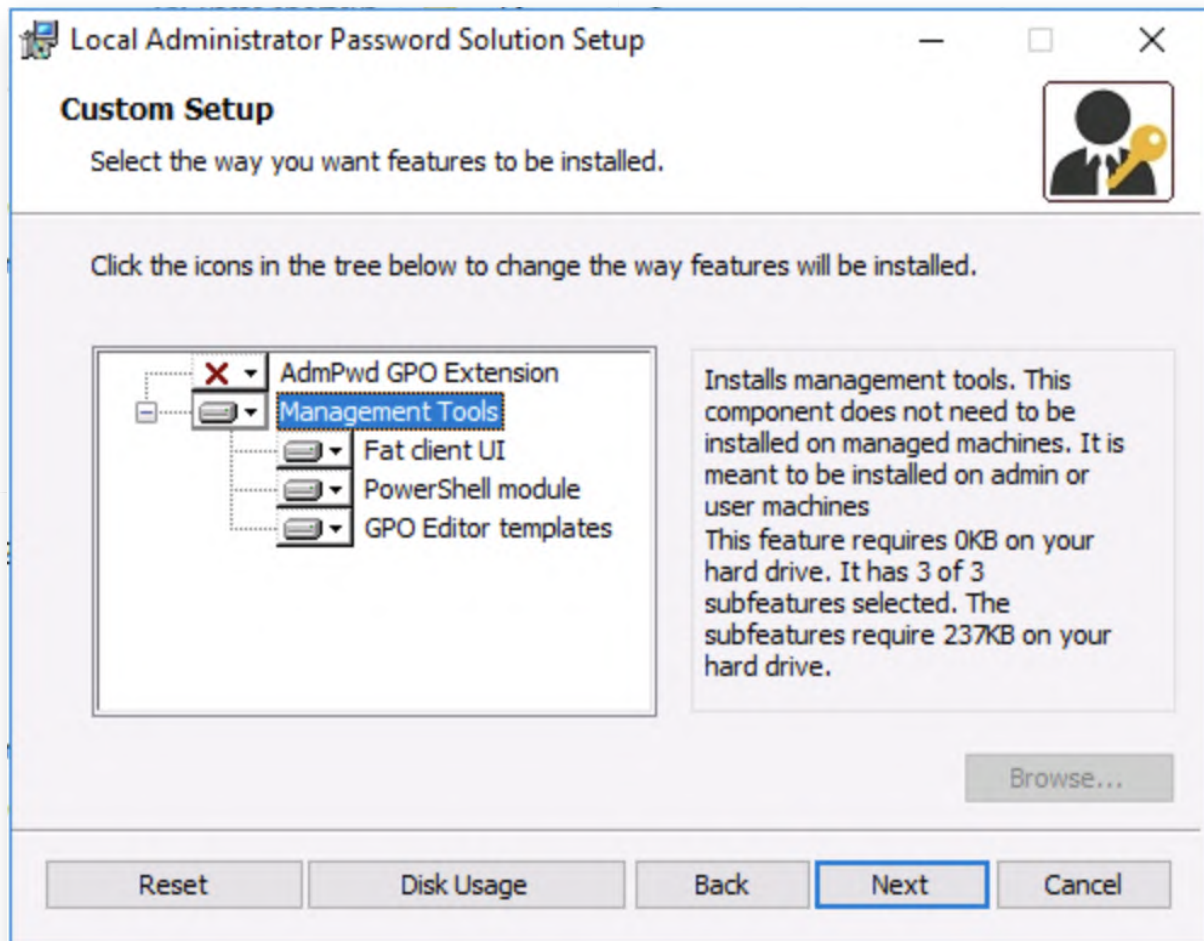 Local Administrator Password Solution Setup
Custom Setup
Select the way you want features to be installed.
Click the icons in the tree below to change the way features will be installed.
AdmPwd GPO Extension
Management Tools
Fat client UI
PowerShell module
GPO Editor templates
Installs management tools. This
component does not need to be
installed on managed machines. It is
meant to be installed on admin or
user machines
This feature requires 0KB on your
hard drive. It has 3 of 3
subfeatures selected. The
subfeatures require 237KB on your
hard drive.
Browse...
Reset
Disk Usage
Back
Next
Cancel